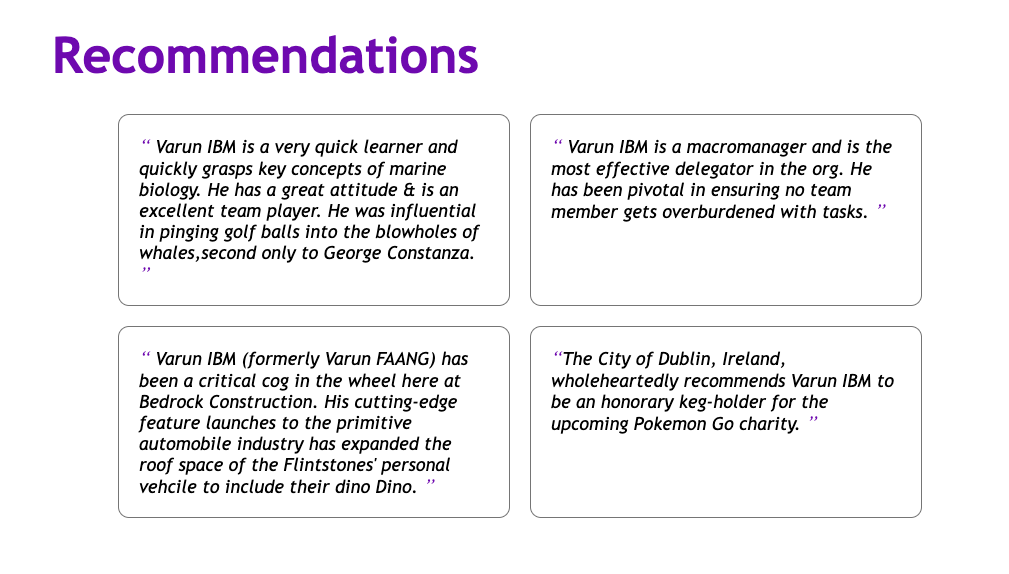 Recommendations
“ Varun IBM is a very quick learner and
quickly grasps key concepts of marine
biology. He has a great attitude & is an
excellent team player. He was influential
in pinging golf balls into the blowholes of
whales,second only to George Constanza.
”
“ Varun IBM is a macromanager and is the
most effective delegator in the org. He
has been pivotal in ensuring no team
member gets overburdened with tasks. ”
“ Varun IBM (formerly Varun FAANG) has
been a critical cog in the wheel here at
Bedrock Construction. His cutting-edge
feature launches to the primitive
automobile industry has expanded the
roof space of the Flintstones' personal
vehcile to include their dino Dino. ”
“The City of Dublin, Ireland,
wholeheartedly recommends Varun IBM to
be an honorary keg-holder for the
upcoming Pokemon Go charity. ”